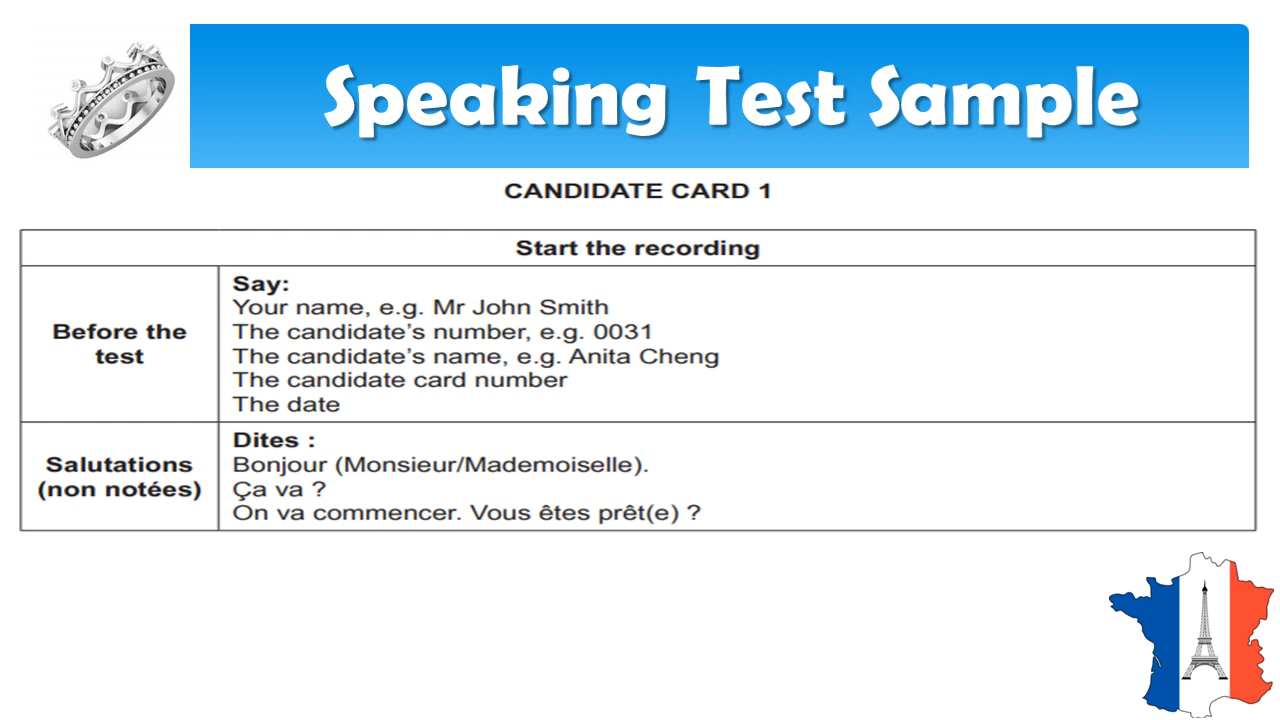 Speaking Test Sample
CANDIDATE CARD 1
Start the recording
Before the
test
Say:
Your name, e.g. Mr John Smith
The candidate's number, e.g. 0031
The candidate's name, e.g. Anita Cheng
The candidate card number
The date
Salutations
(non notées)
Dites :
Bonjour (Monsieur/Mademoiselle).
Ça va ?
On va commencer. Vous êtes prêt(e) ?